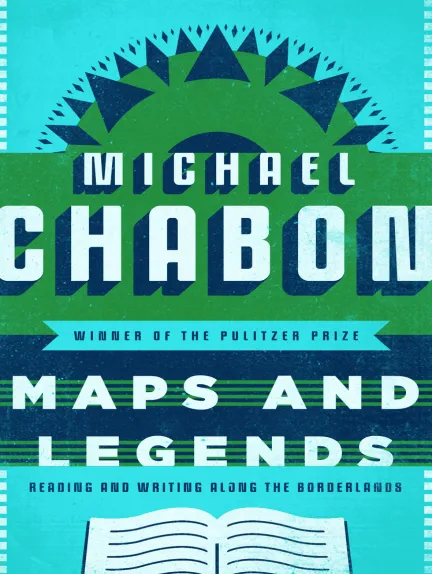 MICHAEL
CHABON
WINNER OF THE PULITZER PRIZE
MAPS AND
LEGENDS
READING AND WRITING ALONG THE BORDERLANDS